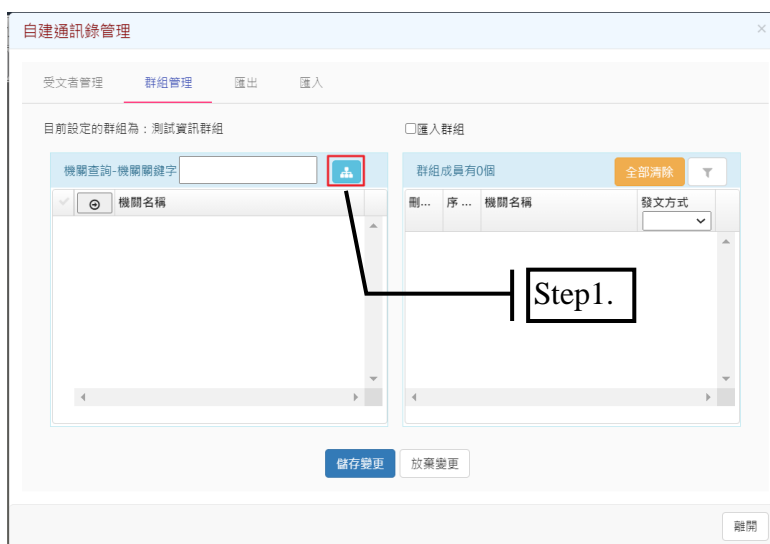 自建通訊錄管理 ×
受文者管理 群組管理 匯出 匯入
目前設定的群組為：測試資訊群組 匯入群組
機關查詢-機關關鍵字 群組成員有0個 全部清除
機關名稱 刪... 序 ... 機關名稱 發文方式
Step1.
儲存變更 放棄變更
離開